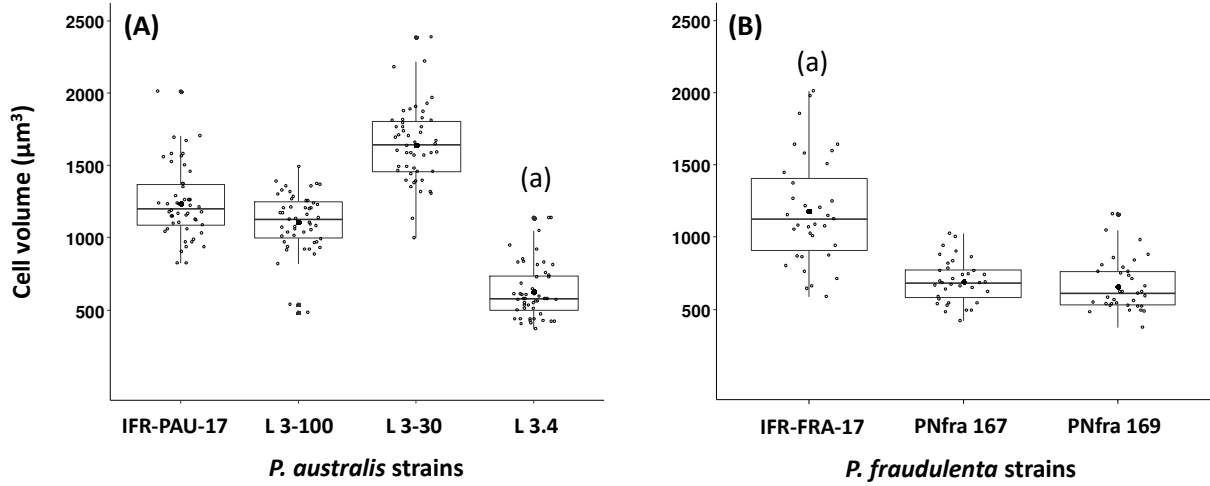 (A)
Cell volume (µm³)
2500
2000
1500
1000
500
(a)
IFR-PAU-17 L 3-100 L 3-30 L 3.4
P. australis strains
(B)
2500
2000
1500
1000
500
(a)
IFR-FRA-17 PNfra 167 PNfra 169
P. fraudulenta strains